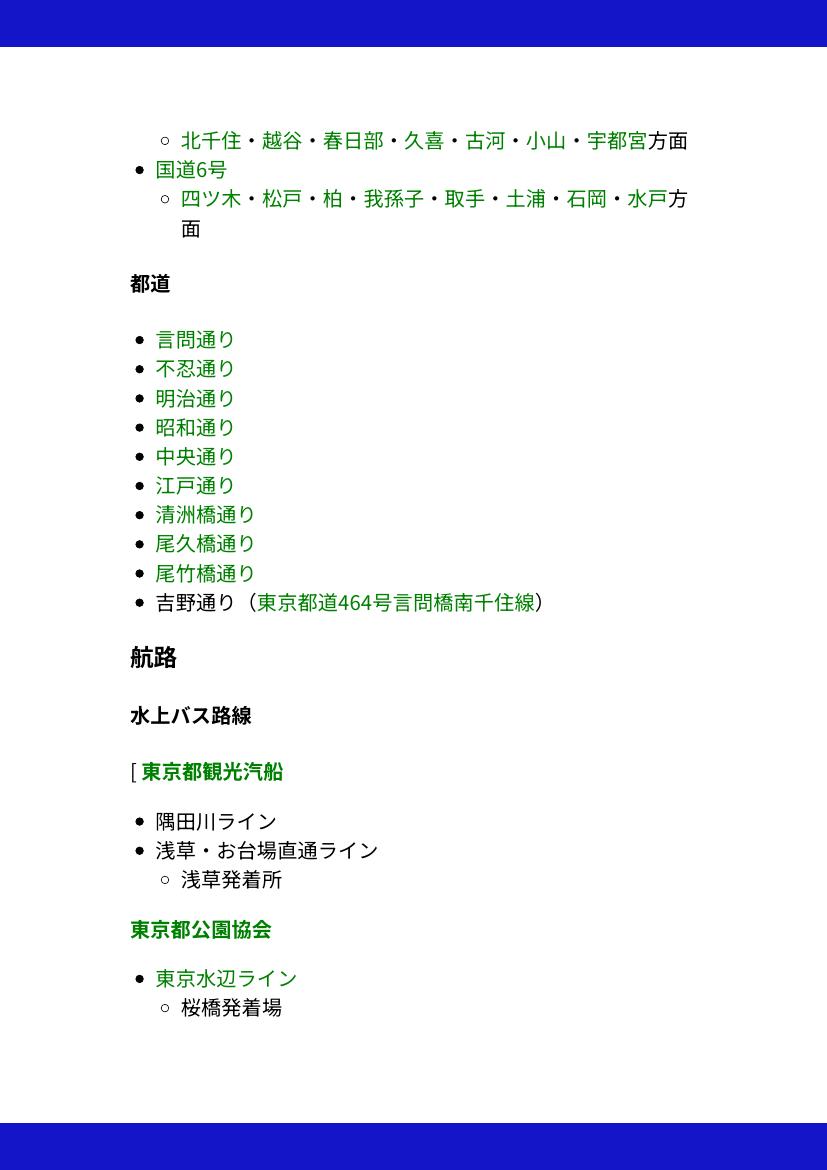 北千住・越谷・春日部・久喜・古河・小山・宇都宮方面
国道6号
四ツ木・松戸・柏・我孫子・取手・土浦・石岡・水戸方
面
都道
言問通り
不忍通り
明治通り
昭和通り
中央通り
江戸通り
清洲橋通り
尾久橋通り
尾竹橋通り
吉野通り（東京都道464号言問橋南千住線）
航路
水上バス路線
[ 東京都観光汽船
隅田川ライン
浅草・お台場直通ライン
浅草発着所
東京都公園協会
東京水辺ライン
桜橋発着場